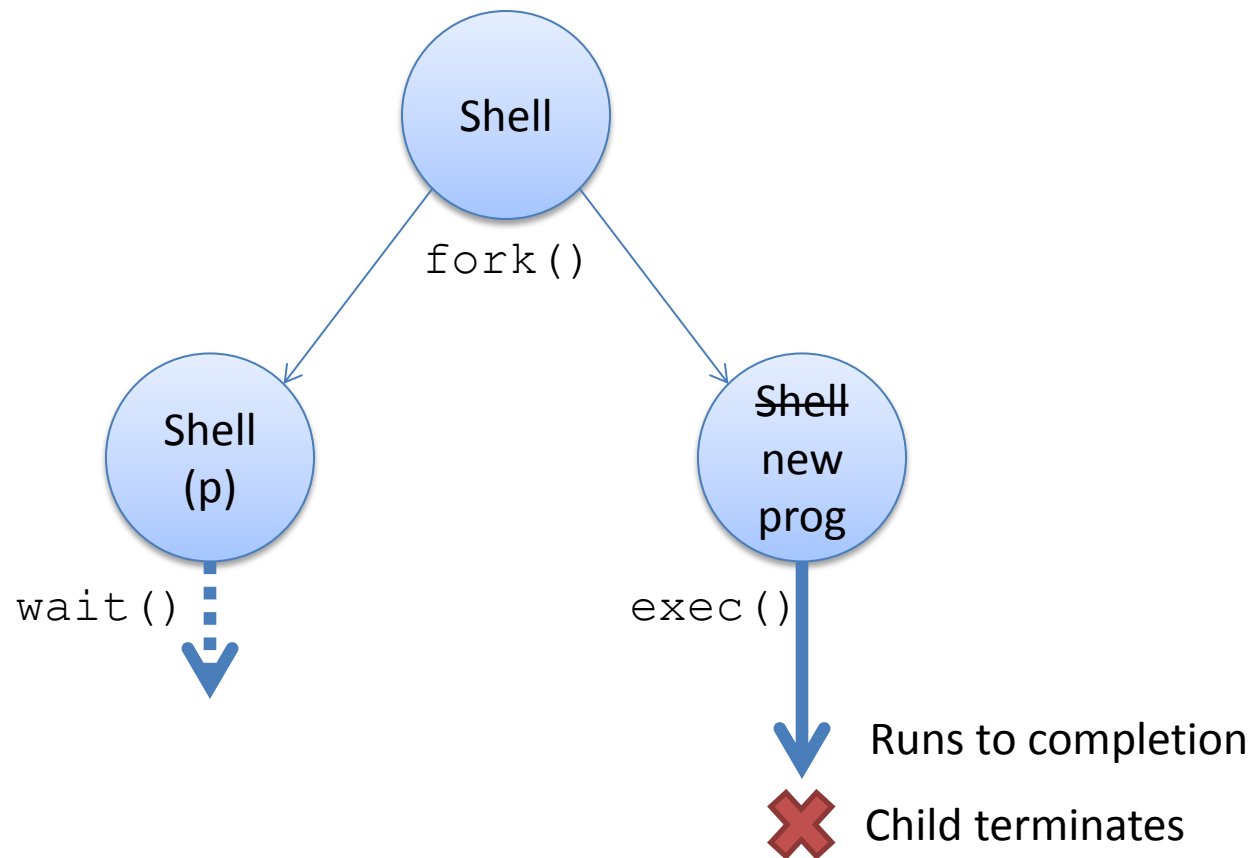 Shell
fork()
Shell
(p)
Shell
new
prog
wait()
exec()
Runs to completion
Child terminates